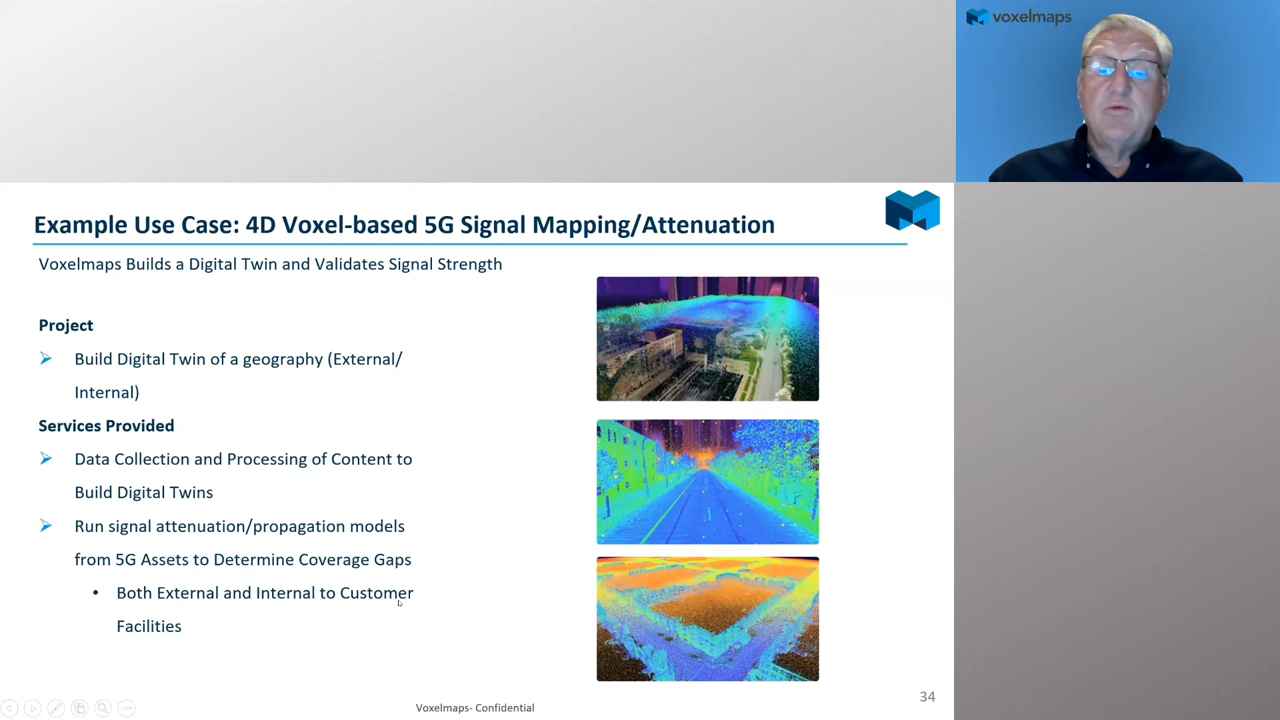 voxelmaps
Example Use Case: 4D Voxel-based 5G Signal Mapping/Attenuation
Voxelmaps Builds a Digital Twin and Validates Signal Strength
Project
Build Digital Twin of a geography (External/
Internal)
Services Provided
Data Collection and Processing of Content to
Build Digital Twins
Run signal attenuation/propagation models
from 5G Assets to Determine Coverage Gaps
• Both External and Internal to Customer
Facilities
Voxelmaps- Confidential
34